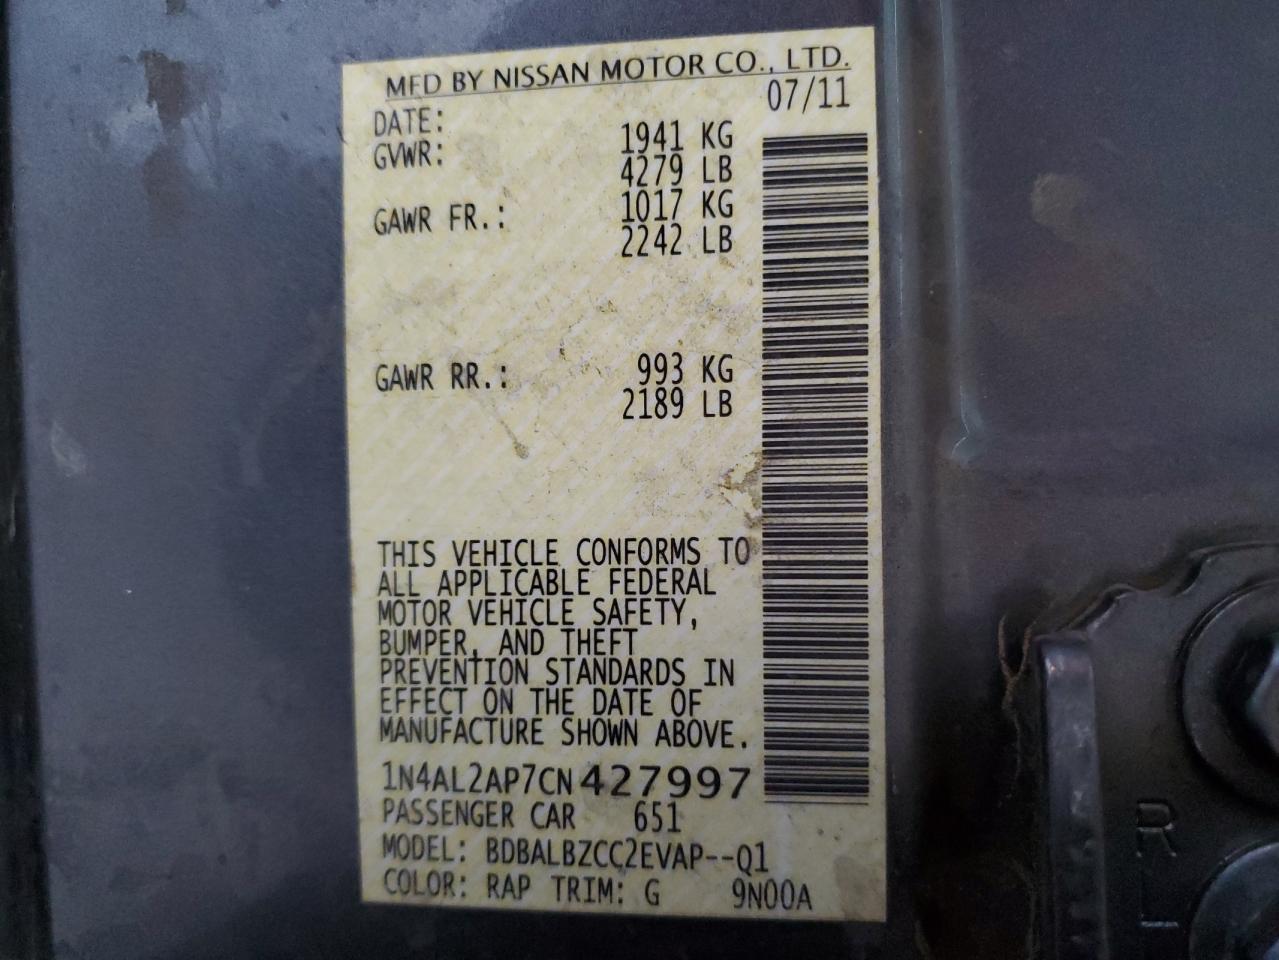 MFD BY NISSAN MOTOR CO., LTD.
DATE: 07/11
GVWR: 1941 KG
4279 LB
GAWR FR.: 1017 KG
2242 LB
GAWR RR.: 993 KG
2189 LB
THIS VEHICLE CONFORMS TO
ALL APPLICABLE FEDERAL
MOTOR VEHICLE SAFETY,
BUMPER, AND THEFT
PREVENTION STANDARDS IN
EFFECT ON THE DATE OF
MANUFACTURE SHOWN ABOVE.
1N4AL2AP7CN427997
PASSENGER CAR 651
MODEL: BDBALBZCC2EVAP--Q1
COLOR: RAP TRIM: G 9N00A
R
L